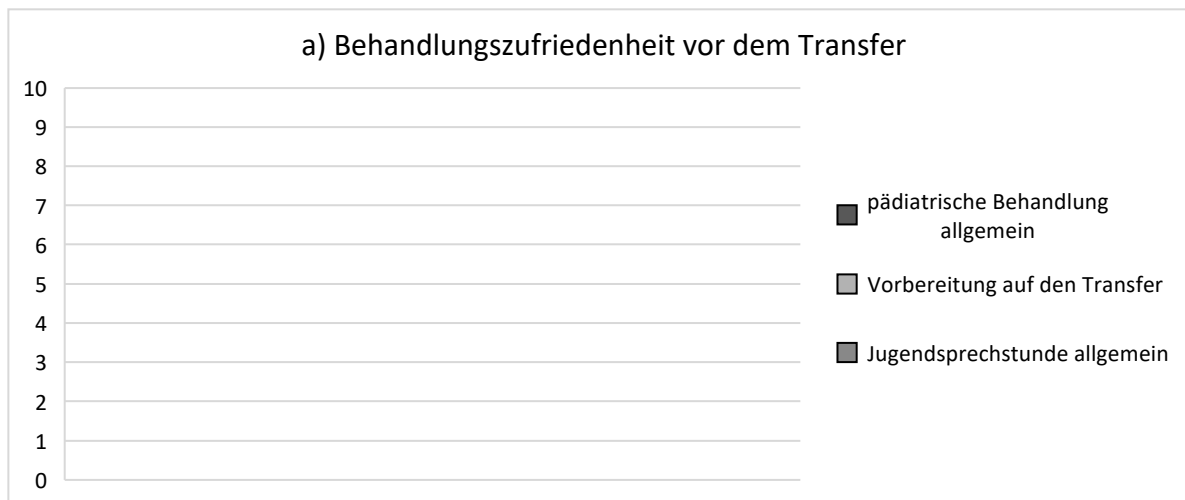 a) Behandlungszufriedenheit vor dem Transfer
10
9
8
7
6
5
4
3
2
1
0
pädiatrische Behandlung
allgemein
Vorbereitung auf den Transfer
Jugendsprechstunde allgemein